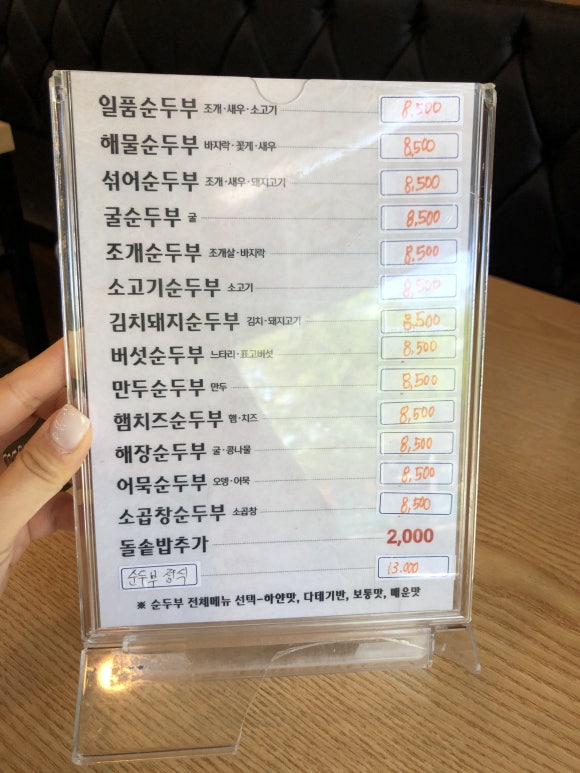 일품순두부 조개·새우·소고기 8,500
해물순두부 바지락·꽃게·새우 8,500
섞어순두부 조개·새우·돼지고기 8,500
굴순두부 굴 8,500
조개순두부 조개살·바지락 8,500
소고기순두부 소고기 8,500
김치돼지순두부 김치·돼지고기 8,500
버섯순두부 느타리·표고버섯 8,500
만두순두부 만두 8,500
햄치즈순두부 햄·치즈 8,500
해장순두부 굴·콩나물 8,500
어묵순두부 오뎅·어묵 8,500
소곱창순두부 소곱창 8,500
돌솥밥추가 2,000
순두부 정식 13.000
※ 순두부 전체메뉴 선택-하얀맛, 다데기반, 보통맛, 매운맛